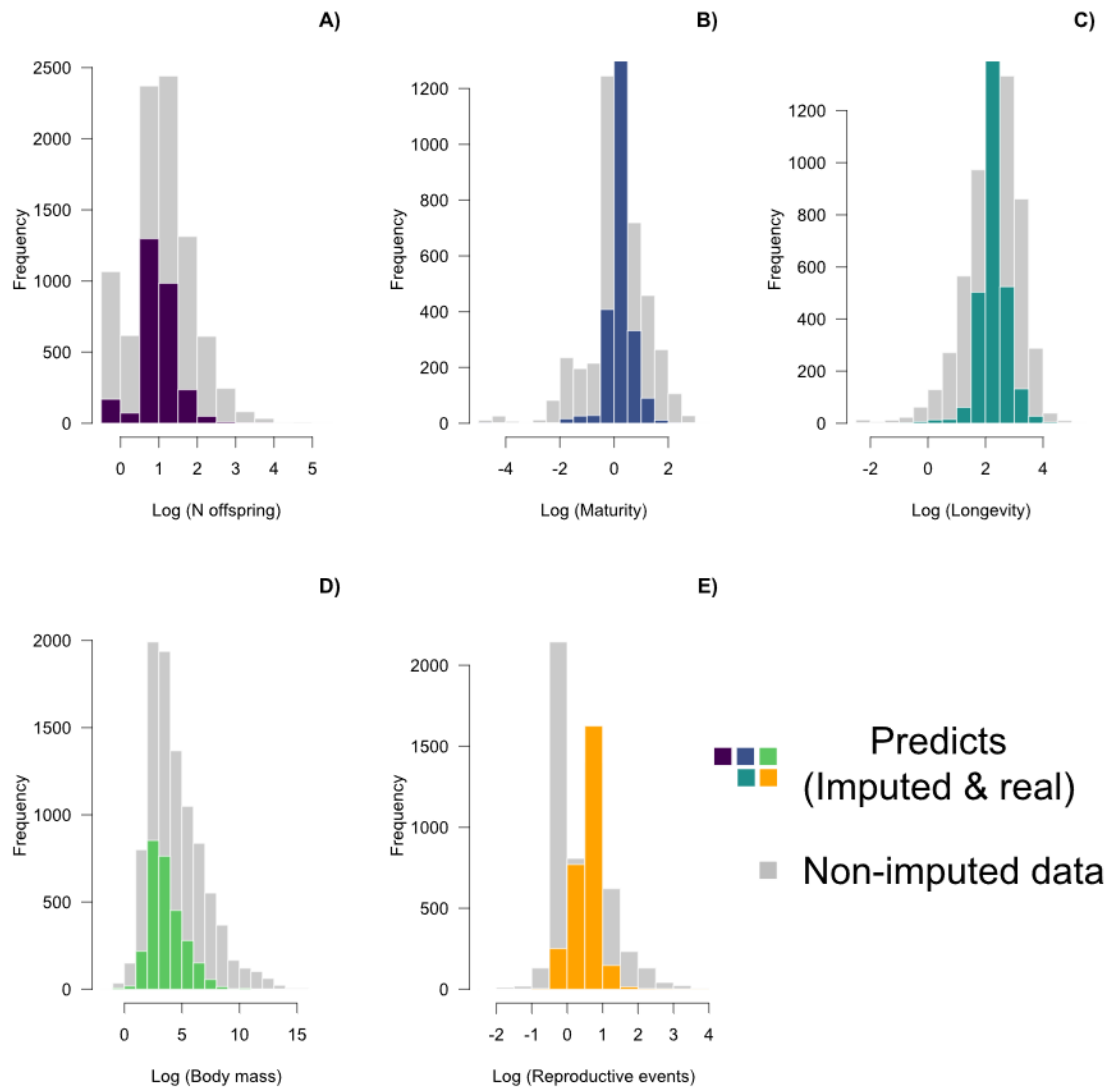 A)
B)
C)
2500
2000
1500
1000
500
0
Frequency
0 1 2 3 4 5
Log (N offspring)
1200
1000
800
600
400
200
0
Frequency
-4 -2 0 2
Log (Maturity)
1200
1000
800
600
400
200
0
Frequency
-2 0 2 4
Log (Longevity)
D)
E)
2000
1500
1000
500
0
Frequency
0 5 10 15
Log (Body mass)
2000
1500
1000
500
0
Frequency
-2 -1 0 1 2 3 4
Log (Reproductive events)
Predicts
(Imputed & real)
Non-imputed data